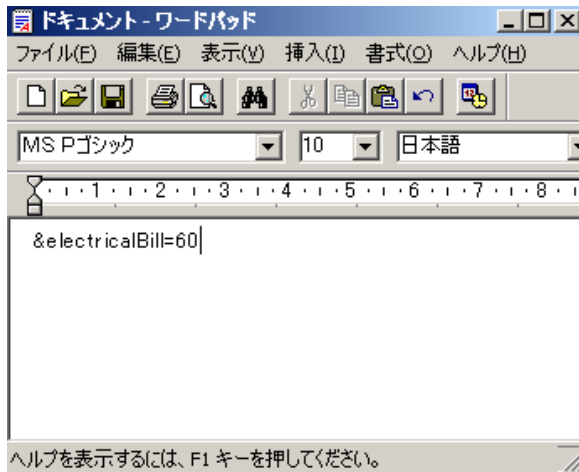 ドキュメント - ワードパッド
ファイル(F) 編集(E) 表示(V) 挿入(I) 書式(O) ヘルプ(H)
MS Pゴシック 10 日本語
1 2 3 4 5 6 7 8
&electricalBill=60
ヘルプを表示するには、F1 キーを押してください。